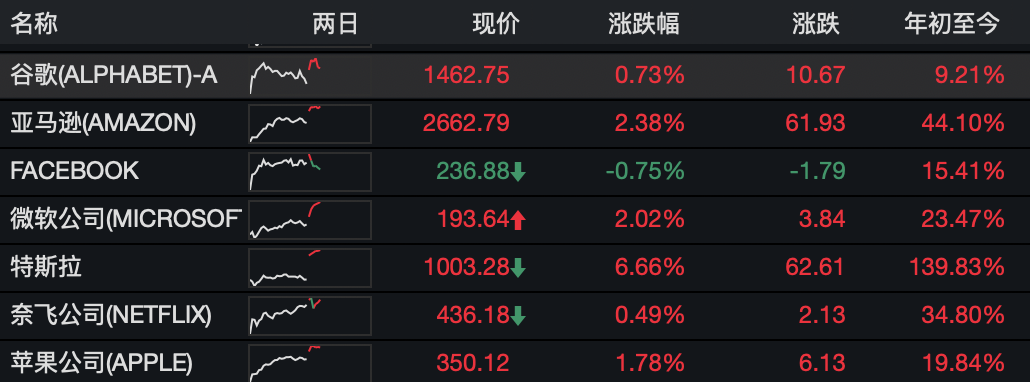 名称 两日 现价 涨跌幅 涨跌 年初至今
谷歌(ALPHABET)-A 1462.75 0.73% 10.67 9.21%
亚马逊(AMAZON) 2662.79 2.38% 61.93 44.10%
FACEBOOK 236.88 -0.75% -1.79 15.41%
微软公司(MICROSOFT 193.64 2.02% 3.84 23.47%
特斯拉 1003.28 6.66% 62.61 139.83%
奈飞公司(NETFLIX) 436.18 0.49% 2.13 34.80%
苹果公司(APPLE) 350.12 1.78% 6.13 19.84%